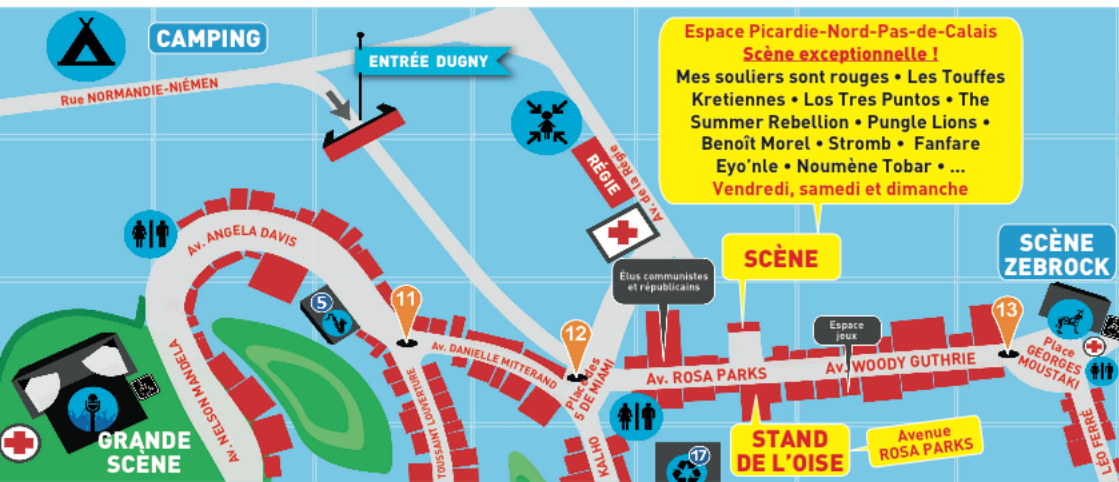 CAMPING
ENTRÉE DUGNY
Rue NORMANDIE-NIÉMEN
Espace Picardie-Nord-Pas-de-Calais
Scène exceptionnelle !
Mes souliers sont rouges • Les Touffes
Kretiennes • Los Tres Puntos • The
Summer Rebellion • Pungle Lions •
Benoît Morel • Stromb • Fanfare
Eyo'nle • Noumène Tobar • ...
Vendredi, samedi et dimanche
RÉGIE
Av. de la Régie
Av. ANGELA DAVIS
SCÈNE
SCÈNE
ZEBROCK
Élus communistes
et républicains
5
11
12
13
Espace
jeux
Av. DANIELLE MITTERAND
Place des
5 DE MIAMI
Av. ROSA PARKS
Av. WOODY GUTHRIE
Place
GEORGES
MOUSTAKI
Av. NELSON MANDELA
TOUSSAINT LOUVERTURE
GRANDE
SCÈNE
KALHO
17
STAND
DE L'OISE
Avenue
ROSA PARKS
LÉO FERRÉ